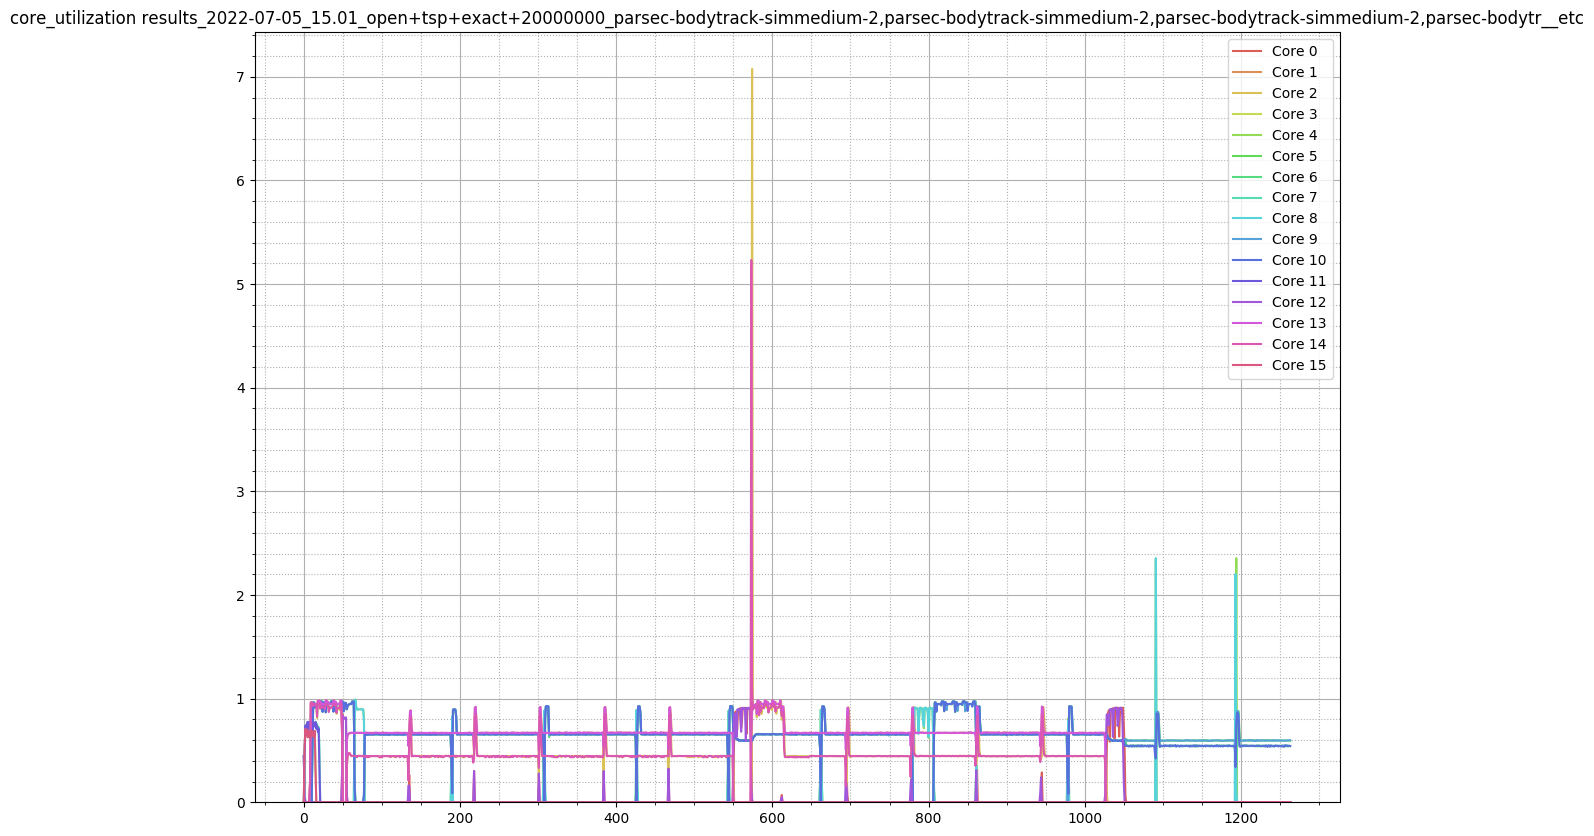 core_utilization results_2022-07-05_15.01_open+tsp+exact+20000000_parsec-bodytrack-simmedium-2,parsec-bodytrack-simmedium-2,parsec-bodytrack-simmedium-2,parsec-bodytr__etc
7
6
5
4
3
2
1
0
0 200 400 600 800 1000 1200
Core 0
Core 1
Core 2
Core 3
Core 4
Core 5
Core 6
Core 7
Core 8
Core 9
Core 10
Core 11
Core 12
Core 13
Core 14
Core 15